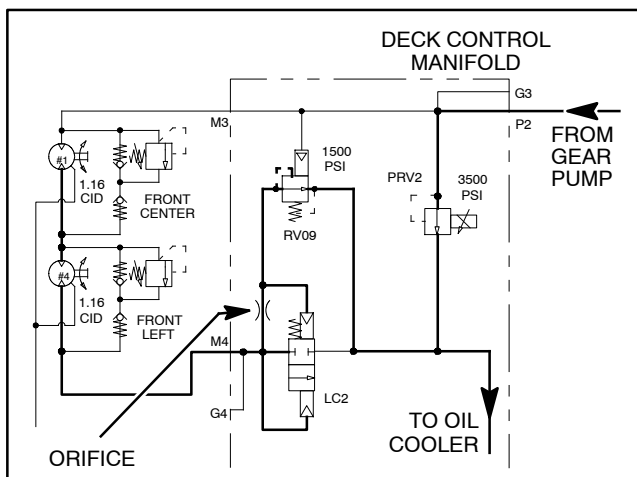 DECK CONTROL
MANIFOLD
G3
M3
P2
FROM
GEAR
PUMP
#1
1.16
CID
FRONT
CENTER
1500
PSI
RV09
PRV2
3500
PSI
#4
1.16
CID
FRONT
LEFT
M4
G4
LC2
ORIFICE
TO OIL
COOLER